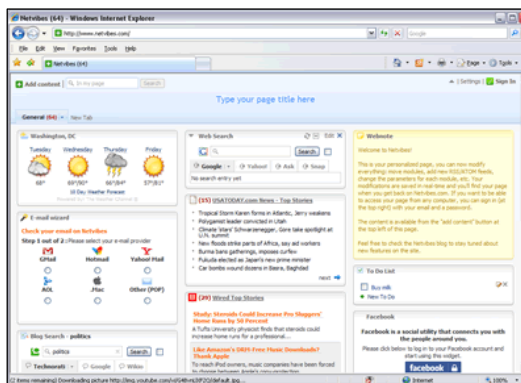 Netvibes (64) - Windows Internet Explorer
http://www.netvibes.com/
Google
File Edit View Favorites Tools Help
Netvibes (64)
Page Tools
Add content In my page Search
Settings | Sign In
Type your page title here
General (64) New Tab
Washington, DC
Tuesday Wednesday Thursday Friday
68° 69°/90° 66°/84° 57°/81°
10 Day Weather Forecast
E-mail wizard
Check your email on Netvibes
Step 1 out of 2: Please select your e-mail provider
GMail Hotmail Yahoo! Mail
AOL .Mac Other (POP)
Blog Search - politics
politics Search
Technorati Google Wikio
Web Search Edit
Search
Google Yahoo! Ask Snap
No search entry yet
(15) USATODAY.com News - Top Stories
Tropical Storm Karen forms in Atlantic, Jerry weakens
Polygamist leader convicted in Utah
Climate 'stars' Schwarzenegger, Gore take spotlight at
U.N. summit
New floods strike parts of Africa, say aid workers
Burma bans gatherings, imposes curfew
Fukuda elected as Japan's new prime minister
Car bombs wound dozens in Basra, Baghdad
next
(29) Wired Top Stories
Study: Steroids Could Increase Pro Sluggers'
Home Runs by 50 Percent
A Tufts University physicist finds that steroids could
increase home runs for a professional...
Like Amazon's DRM-Free Music Downloads?
Thank Apple
To reach iPod owners, music companies have been forced
Webnote
Welcome to Netvibes!
This is your personalized page, you can now modify
everything: move modules, add new RSS/ATOM feeds,
change the parameters for each module, etc. Your
modifications are saved in real-time and you'll find your page
when you get back on Netvibes.com. If you want to be able
to access your page from any computer, you can sign in (at
the top right) with your email and a password.
The content is available from the "add content" button at
the top left of the page.
Feel free to check the Netvibes blog to stay tuned about
new features on the site.
To Do List
Buy milk
New To Do
Facebook
Facebook is a social utility that connects you with
the people around you.
Please click below to log in to your Facebook account and
start using this widget.
facebook
Internet 100%